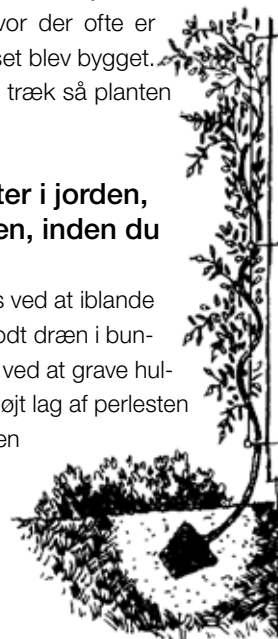 vor der ofte er
set blev bygget.
træk så planten
ter i jorden,
en, inden du
s ved at iblande
odt dræn i bun-
ved at grave hul-
øjt lag af perlesten
en